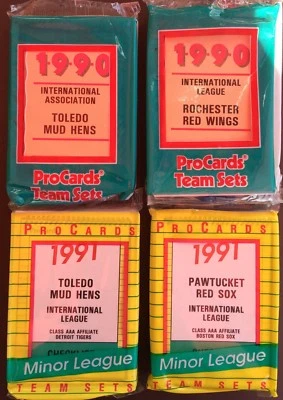 1990
INTERNATIONAL
ASSOCIATION
TOLEDO
MUD HENS
ProCards'
Team Sets
1990
INTERNATIONAL
LEAGUE
ROCHESTER
RED WINGS
ProCards'
Team Sets
PROCARDS
1991
TOLEDO
MUD HENS
INTERNATIONAL
LEAGUE
CLASS AAA AFFILIATE
DETROIT TIGERS
CHECKLIST
Minor League
TEAM SETS
PROCARDS
1991
PAWTUCKET
RED SOX
INTERNATIONAL
LEAGUE
CLASS AAA AFFILIATE
BOSTON RED SOX
Minor League
TEAM SETS